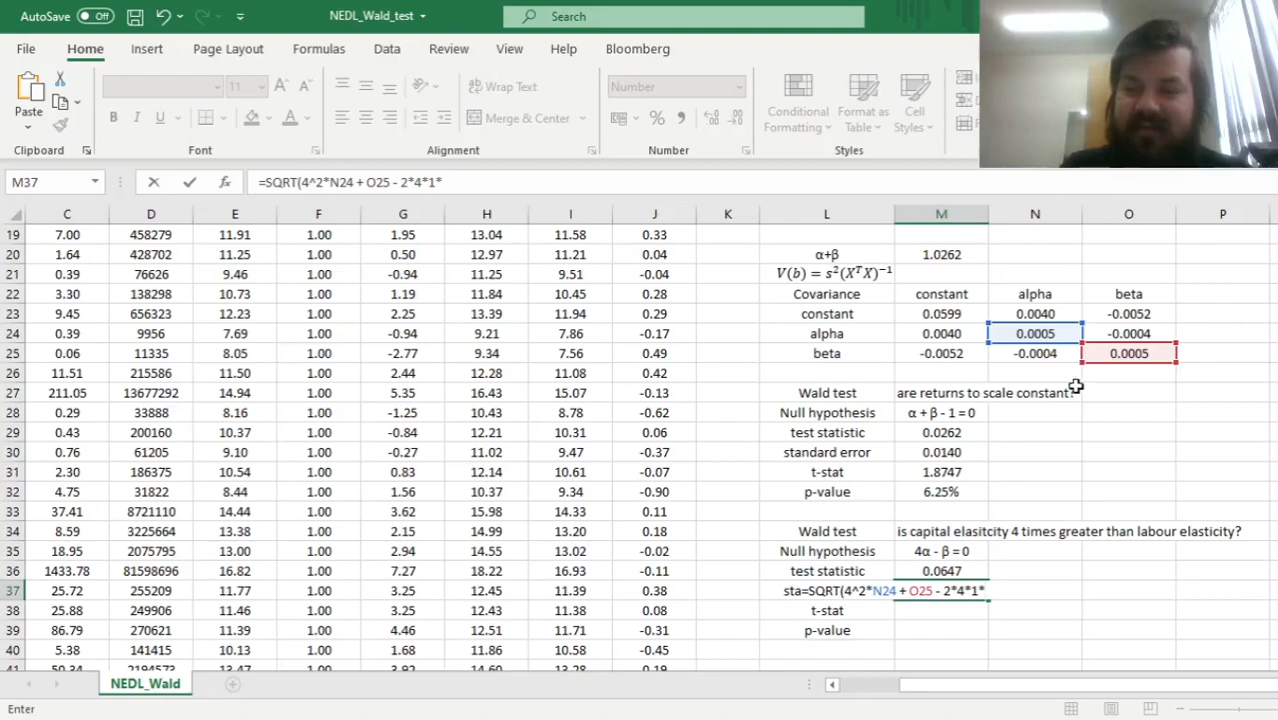 AutoSave Off NEDL_Wald_test Search
File Home Insert Page Layout Formulas Data Review View Help Bloomberg
11 Wrap Text Number
Paste Merge & Center Conditional Formatting Format as Table Cell Styles
Clipboard Font Alignment Number Styles
M37 fx =SQRT(4^2*N24 + O25 - 2*4*1*
C D E F G H I J K L M N O P
19 7.00 458279 11.91 1.00 1.95 13.04 11.58 0.33
20 1.64 428702 11.25 1.00 0.50 12.97 11.21 0.04 α+β 1.0262
21 0.39 76626 9.46 1.00 -0.94 11.25 9.51 -0.04 V(b) = s²(XᵀX)⁻¹
22 3.30 138298 10.73 1.00 1.19 11.84 10.45 0.28 Covariance constant alpha beta
23 9.45 656323 12.23 1.00 2.25 13.23 11.94 0.29 constant 0.0599 0.0040 -0.0052
24 0.39 9956 7.69 1.00 -0.94 9.21 7.86 -0.17 alpha 0.0040 0.0005 -0.0004
25 0.06 11335 8.05 1.00 -2.77 9.34 7.56 0.49 beta -0.0052 -0.0004 0.0005
26 11.51 215586 11.50 1.00 2.44 12.28 11.08 0.42
27 211.05 13677292 14.94 1.00 5.35 16.43 15.07 -0.13 Wald test are returns to scale constant?
28 0.29 33888 8.16 1.00 -1.25 10.43 8.78 -0.62 Null hypothesis α + β - 1 = 0
29 0.43 200160 10.37 1.00 -0.84 12.21 10.31 0.06 test statistic 0.0262
30 0.76 61205 9.10 1.00 -0.27 11.02 9.47 -0.37 standard error 0.0140
31 2.30 186375 10.54 1.00 0.83 12.14 10.61 -0.07 t-stat 1.8747
32 4.75 31822 8.44 1.00 1.56 10.37 9.34 -0.90 p-value 6.25%
33 37.41 8721110 14.44 1.00 3.62 15.98 14.33 0.11
34 8.59 3225664 13.38 1.00 2.15 14.99 13.20 0.18 Wald test is capital elasitcity 4 times greater than labour elasticity?
35 18.95 2075795 13.00 1.00 2.94 14.55 13.02 -0.02 Null hypothesis 4α - β = 0
36 1433.78 81598696 16.82 1.00 7.27 18.22 16.93 -0.11 test statistic 0.0647
37 25.72 255209 11.77 1.00 3.25 12.45 11.39 0.38 sta=SQRT(4^2*N24 + O25 - 2*4*1*
38 25.88 249906 11.46 1.00 3.25 12.43 11.38 0.08 t-stat
39 86.79 270621 11.39 1.00 4.46 12.51 11.71 -0.31 p-value
40 5.38 141415 10.13 1.00 1.68 11.86 10.58 -0.45
NEDL_Wald
Enter